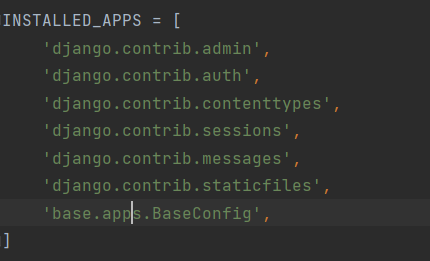 INSTALLED_APPS = [
'django.contrib.admin',
'django.contrib.auth',
'django.contrib.contenttypes',
'django.contrib.sessions',
'django.contrib.messages',
'django.contrib.staticfiles',
'base.apps.BaseConfig',
]